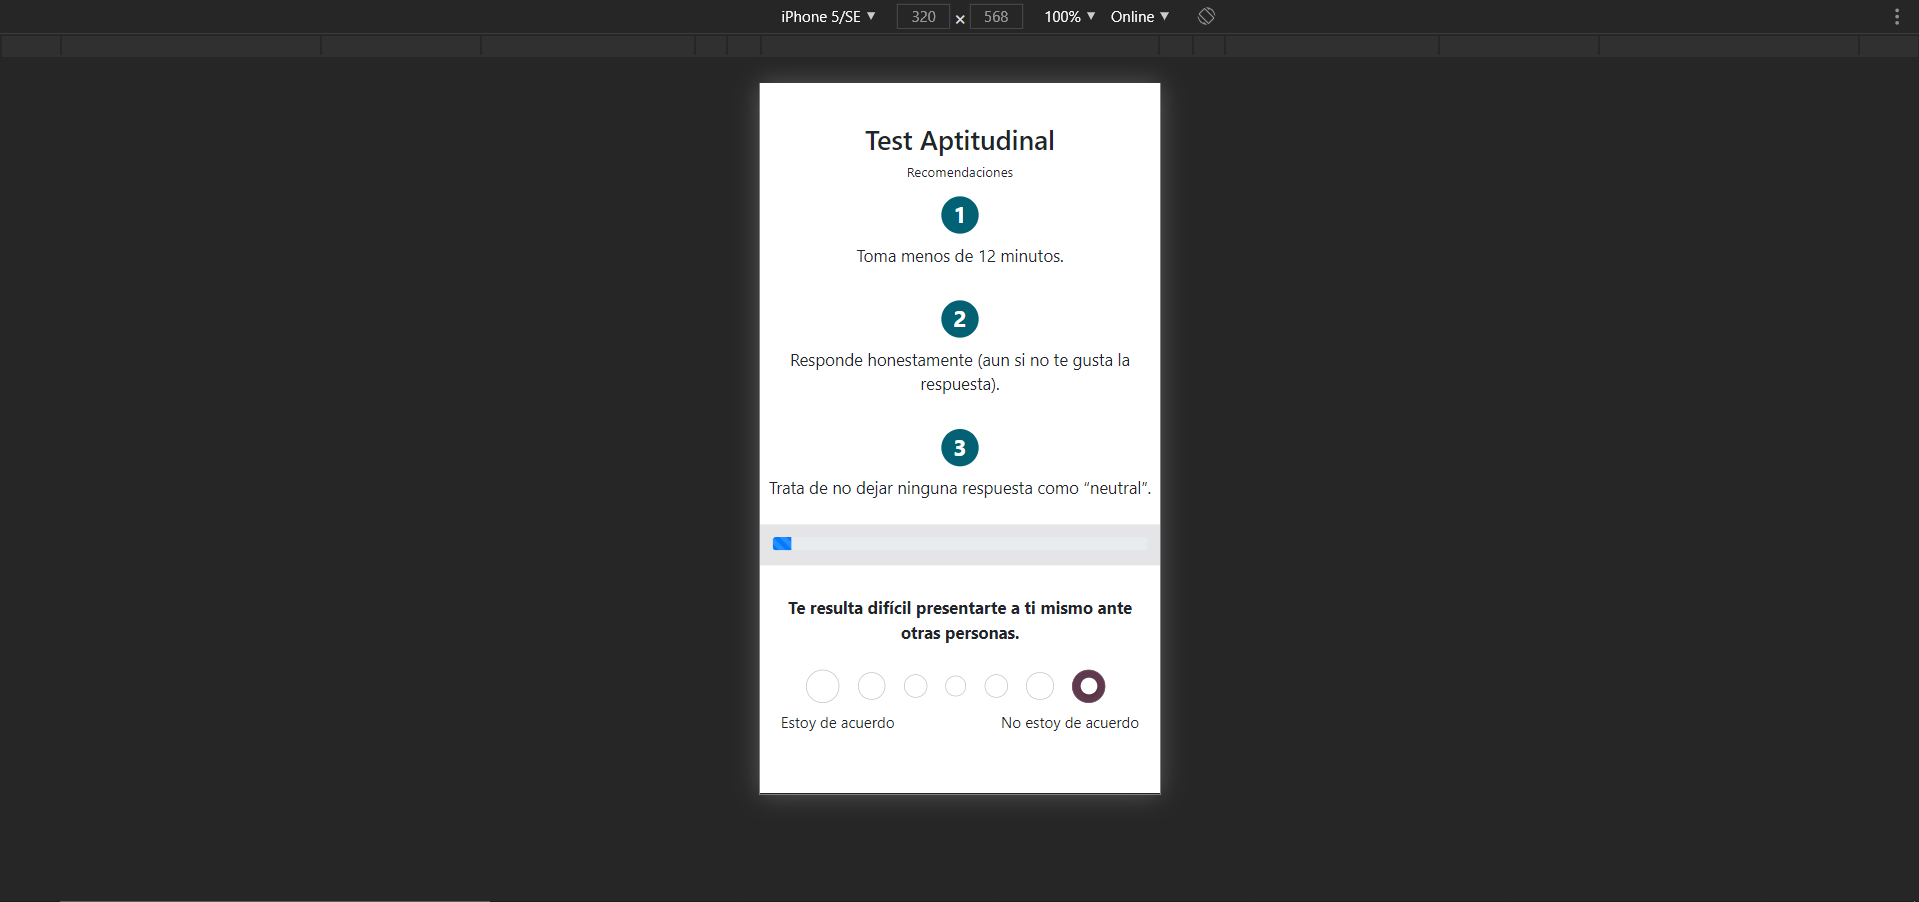 iPhone 5/SE 320 × 568 100% Online
Test Aptitudinal
Recomendaciones
1
Toma menos de 12 minutos.
2
Responde honestamente (aun si no te gusta la
respuesta).
3
Trata de no dejar ninguna respuesta como “neutral”.
Te resulta difícil presentarte a ti mismo ante
otras personas.
Estoy de acuerdo No estoy de acuerdo